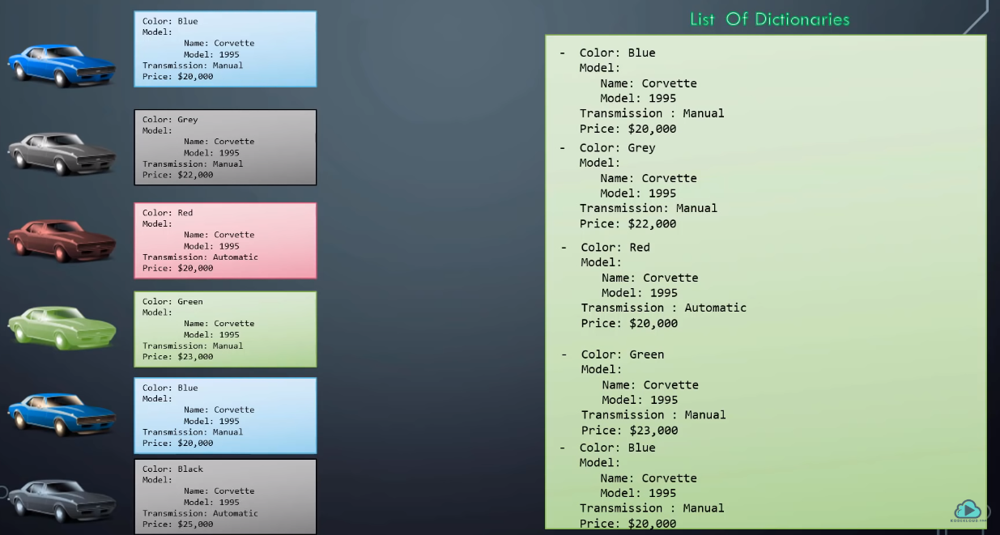 Color: Blue
Model:
Name: Corvette
Model: 1995
Transmission: Manual
Price: $20,000
Color: Grey
Model:
Name: Corvette
Model: 1995
Transmission: Manual
Price: $22,000
Color: Red
Model:
Name: Corvette
Model: 1995
Transmission: Automatic
Price: $20,000
Color: Green
Model:
Name: Corvette
Model: 1995
Transmission: Manual
Price: $23,000
Color: Blue
Model:
Name: Corvette
Model: 1995
Transmission: Manual
Price: $20,000
Color: Black
Model:
Name: Corvette
Model: 1995
Transmission: Automatic
Price: $25,000
List Of Dictionaries
- Color: Blue
Model:
Name: Corvette
Model: 1995
Transmission : Manual
Price: $20,000
- Color: Grey
Model:
Name: Corvette
Model: 1995
Transmission: Manual
Price: $22,000
- Color: Red
Model:
Name: Corvette
Model: 1995
Transmission : Automatic
Price: $20,000
- Color: Green
Model:
Name: Corvette
Model: 1995
Transmission : Manual
Price: $23,000
- Color: Blue
Model:
Name: Corvette
Model: 1995
Transmission : Manual
Price: $20,000